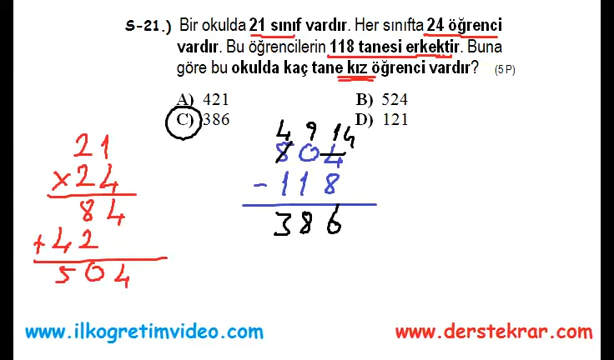 S-21.) Bir okulda 21 sınıf vardır. Her sınıfta 24 öğrenci
vardır. Bu öğrencilerin 118 tanesi erkektir. Buna
göre bu okulda kaç tane kız öğrenci vardır? (5P)
A) 421 B) 524
C) 386 D) 121
21
x24
84
+42
504
4 9 14
804
-118
386
www.ilkogretimvideo.com www.derstekrar.com